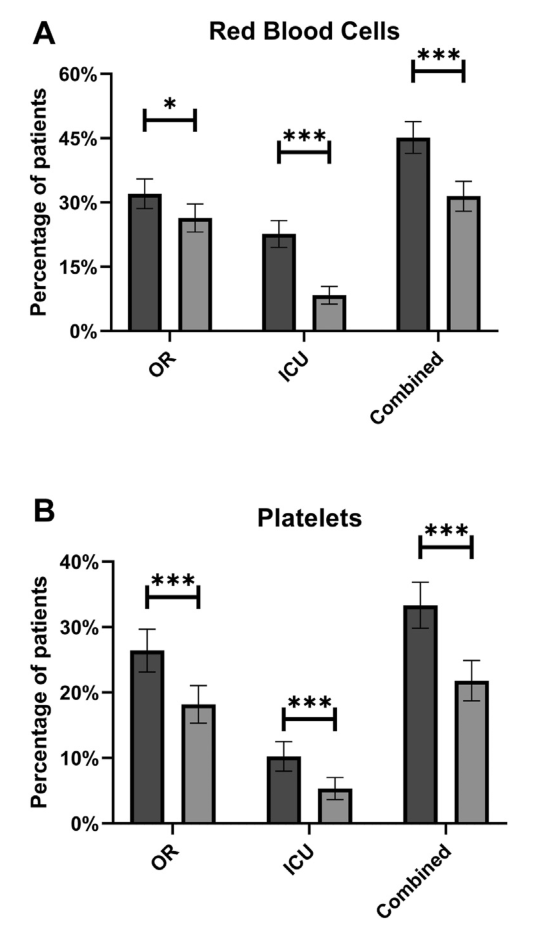 A
Red Blood Cells
Percentage of patients
60%
45%
30%
15%
0%
*
***
***
OR
ICU
Combined
B
Platelets
Percentage of patients
40%
30%
20%
10%
0%
***
***
***
OR
ICU
Combined